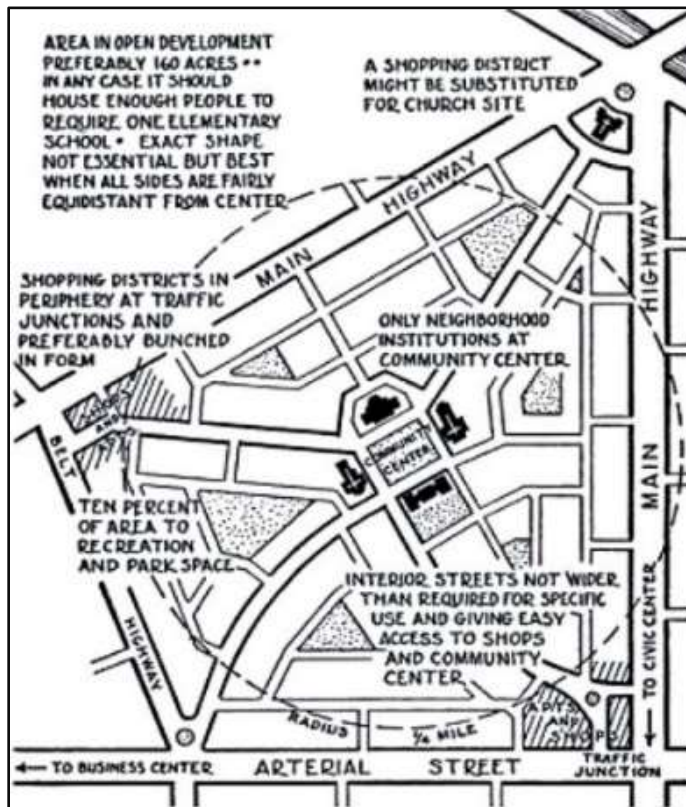 AREA IN OPEN DEVELOPMENT
PREFERABLY 160 ACRES ••
IN ANY CASE IT SHOULD
HOUSE ENOUGH PEOPLE TO
REQUIRE ONE ELEMENTARY
SCHOOL • EXACT SHAPE
NOT ESSENTIAL BUT BEST
WHEN ALL SIDES ARE FAIRLY
EQUIDISTANT FROM CENTER
A SHOPPING DISTRICT
MIGHT BE SUBSTITUTED
FOR CHURCH SITE
MAIN HIGHWAY
SHOPPING DISTRICTS IN
PERIPHERY AT TRAFFIC
JUNCTIONS AND
PREFERABLY BUNCHED
IN FORM
ONLY NEIGHBORHOOD
INSTITUTIONS AT
COMMUNITY CENTER
MAIN HIGHWAY
SHOPS
AND
BELT
HIGHWAY
COMMUNITY
CENTER
TEN PERCENT
OF AREA TO
RECREATION
AND PARK SPACE
INTERIOR STREETS NOT WIDER
THAN REQUIRED FOR SPECIFIC
USE AND GIVING EASY
ACCESS TO SHOPS
AND COMMUNITY
CENTER
TO CIVIC CENTER
RADIUS ¼ MILE
APTS
AND
SHOPS
TRAFFIC
JUNCTION
TO BUSINESS CENTER
ARTERIAL STREET